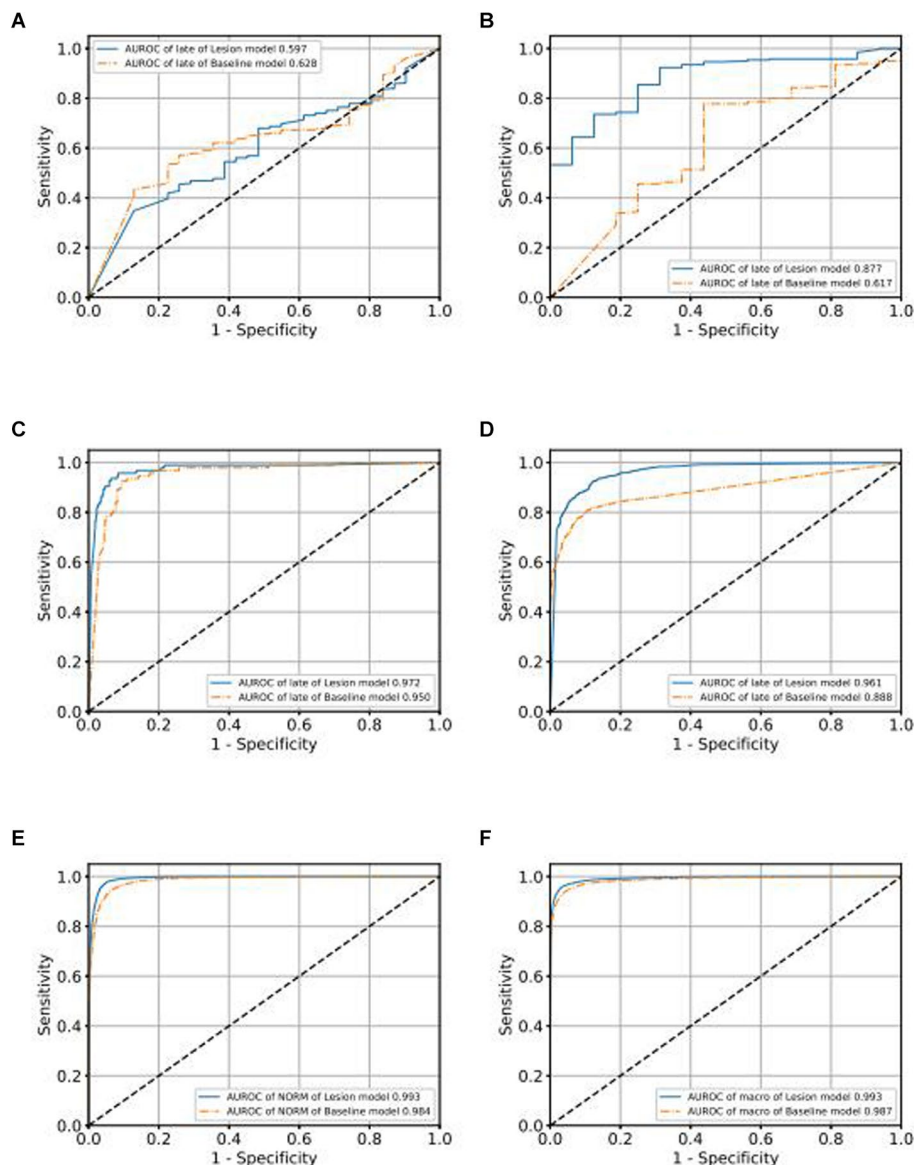 A
B
1.0
0.8
0.6
0.4
0.2
0.0
Sensitivity
AUROC of late of Lesion model 0.597
AUROC of late of Baseline model 0.628
0.0 0.2 0.4 0.6 0.8 1.0
1 - Specificity
1.0
0.8
0.6
0.4
0.2
0.0
Sensitivity
AUROC of late of Lesion model 0.877
AUROC of late of Baseline model 0.617
0.0 0.2 0.4 0.6 0.8 1.0
1 - Specificity
C
D
1.0
0.8
0.6
0.4
0.2
0.0
Sensitivity
AUROC of late of Lesion model 0.972
AUROC of late of Baseline model 0.950
0.0 0.2 0.4 0.6 0.8 1.0
1 - Specificity
1.0
0.8
0.6
0.4
0.2
0.0
Sensitivity
AUROC of late of Lesion model 0.961
AUROC of late of Baseline model 0.888
0.0 0.2 0.4 0.6 0.8 1.0
1 - Specificity
E
F
1.0
0.8
0.6
0.4
0.2
0.0
Sensitivity
AUROC of NORM of Lesion model 0.993
AUROC of NORM of Baseline model 0.984
0.0 0.2 0.4 0.6 0.8 1.0
1 - Specificity
1.0
0.8
0.6
0.4
0.2
0.0
Sensitivity
AUROC of macro of Lesion model 0.993
AUROC of macro of Baseline model 0.987
0.0 0.2 0.4 0.6 0.8 1.0
1 - Specificity